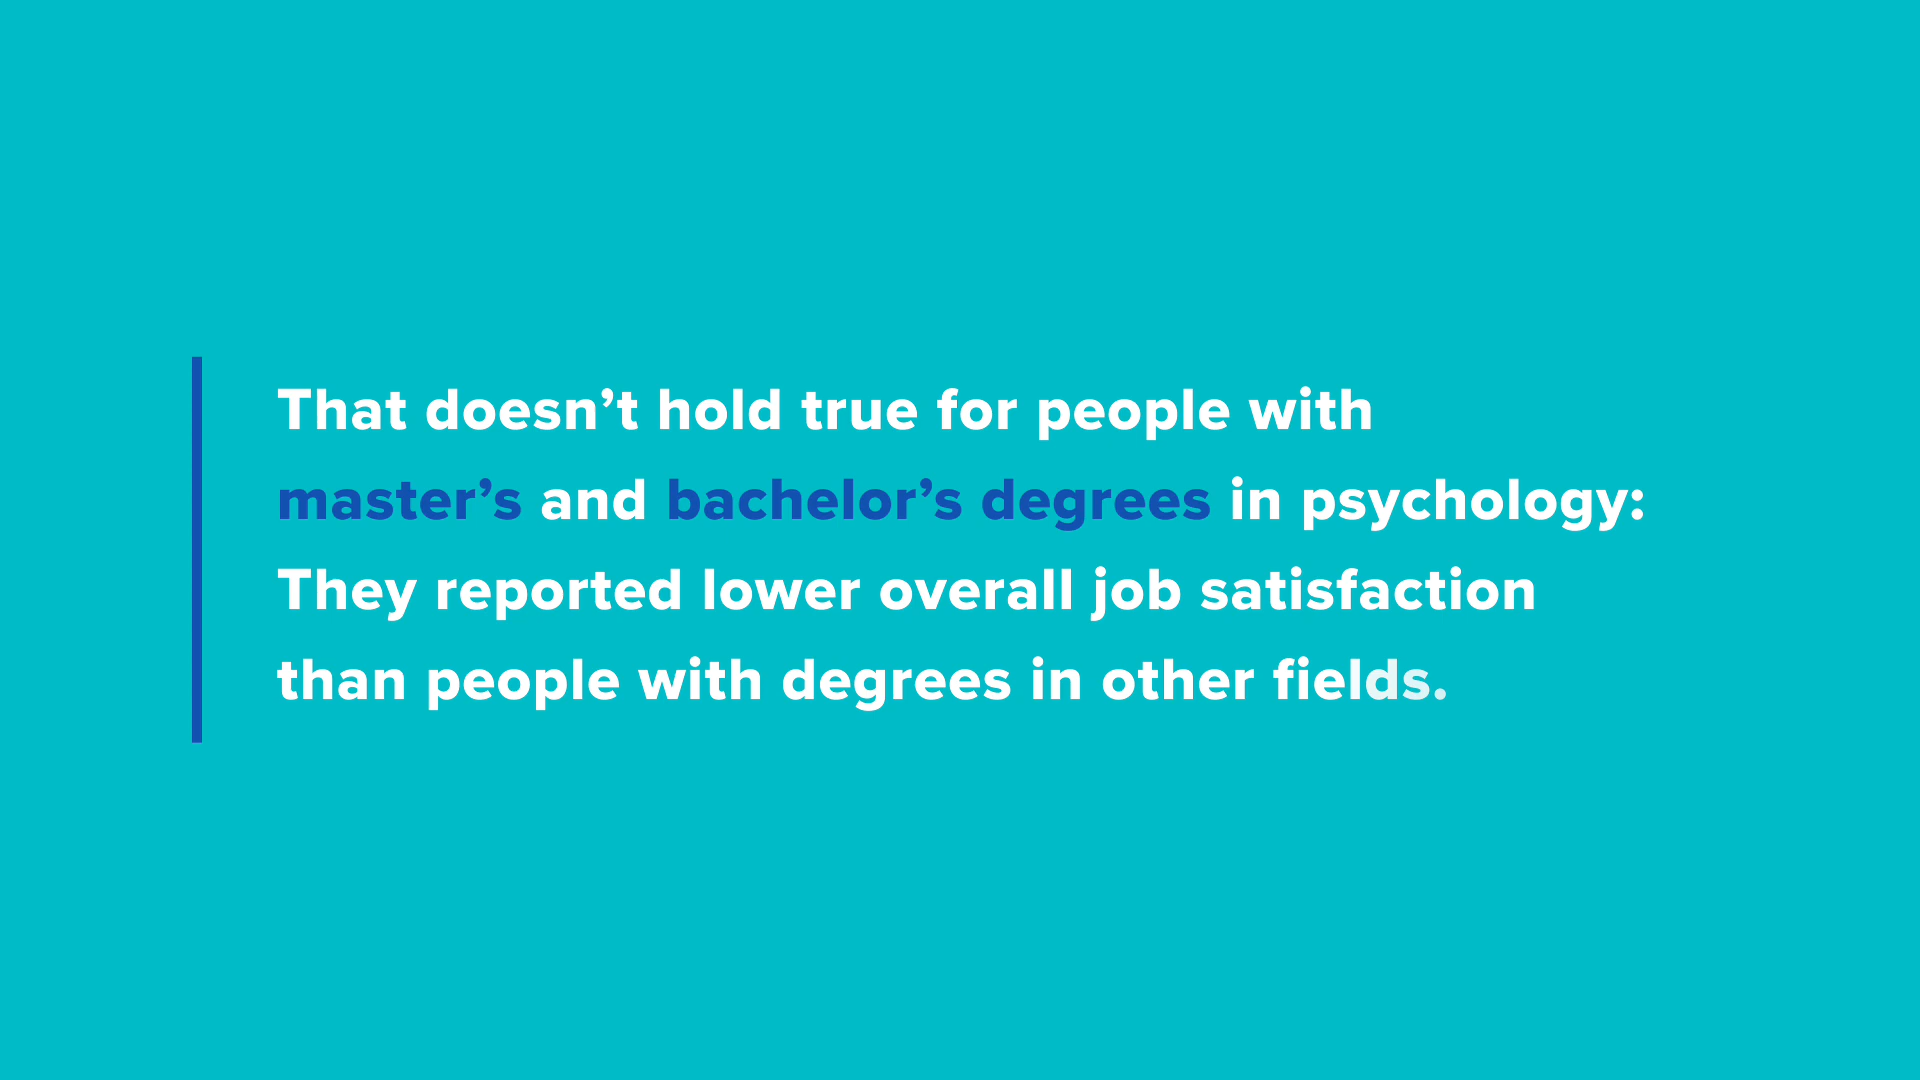 That doesn’t hold true for people with
master’s and bachelor’s degrees in psychology:
They reported lower overall job satisfaction
than people with degrees in other fields.